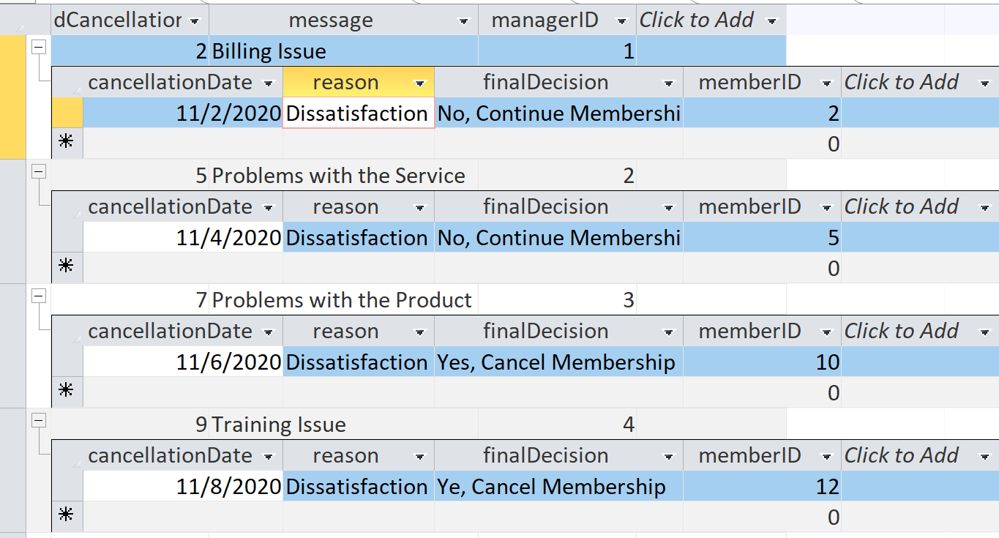 dCancellation message managerID Click to Add
2 Billing Issue 1
cancellationDate reason finalDecision memberID Click to Add
11/2/2020 Dissatisfaction No, Continue Membershi 2
0
5 Problems with the Service 2
cancellationDate reason finalDecision memberID Click to Add
11/4/2020 Dissatisfaction No, Continue Membershi 5
0
7 Problems with the Product 3
cancellationDate reason finalDecision memberID Click to Add
11/6/2020 Dissatisfaction Yes, Cancel Membership 10
0
9 Training Issue 4
cancellationDate reason finalDecision memberID Click to Add
11/8/2020 Dissatisfaction Ye, Cancel Membership 12
0